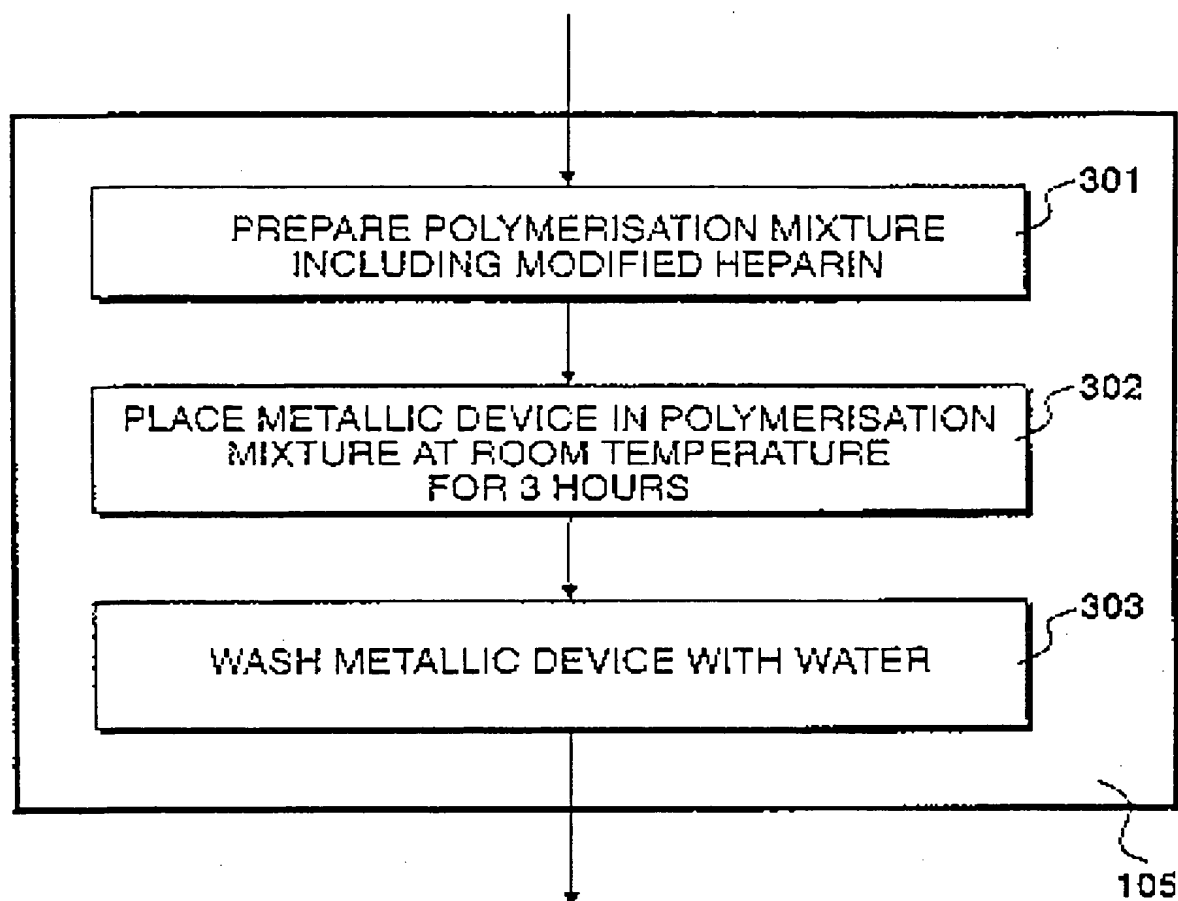 301
PREPARE POLYMERISATION MIXTURE
INCLUDING MODIFIED HEPARIN
302
PLACE METALLIC DEVICE IN POLYMERISATION
MIXTURE AT ROOM TEMPERATURE
FOR 3 HOURS
303
WASH METALLIC DEVICE WITH WATER
105